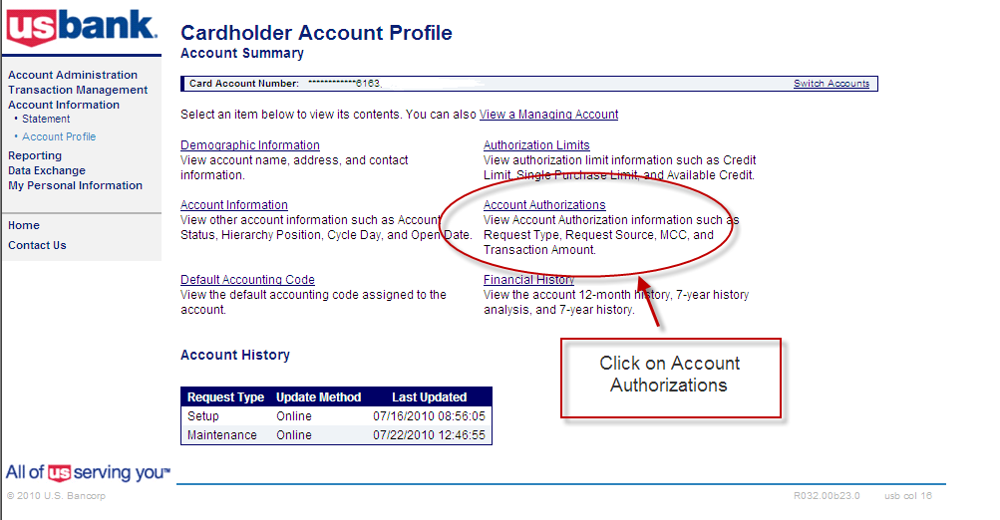 usbank.
Cardholder Account Profile
Account Summary
Card Account Number: ************6163
Switch Accounts
Account Administration
Transaction Management
Account Information
• Statement
• Account Profile
Reporting
Data Exchange
My Personal Information
Home
Contact Us
Select an item below to view its contents. You can also View a Managing Account
Demographic Information
View account name, address, and contact
information.
Authorization Limits
View authorization limit information such as Credit
Limit, Single Purchase Limit, and Available Credit.
Account Information
View other account information such as Account
Status, Hierarchy Position, Cycle Day, and Open Date.
Account Authorizations
View Account Authorization information such as
Request Type, Request Source, MCC, and
Transaction Amount.
Default Accounting Code
View the default accounting code assigned to the
account.
Financial History
View the account 12-month history, 7-year history
analysis, and 7-year history.
Click on Account
Authorizations
Account History
Request Type Update Method Last Updated
Setup Online 07/16/2010 08:56:05
Maintenance Online 07/22/2010 12:46:55
All of us serving you™
© 2010 U.S. Bancorp
R032.00b23.0 usb col 16